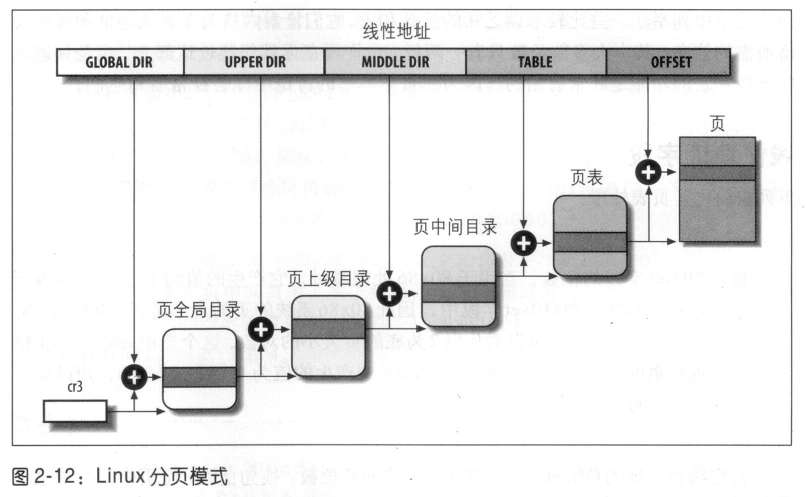 线性地址
GLOBAL DIR
UPPER DIR
MIDDLE DIR
TABLE
OFFSET
页
页表
页中间目录
页上级目录
页全局目录
cr3
图 2-12：Linux 分页模式